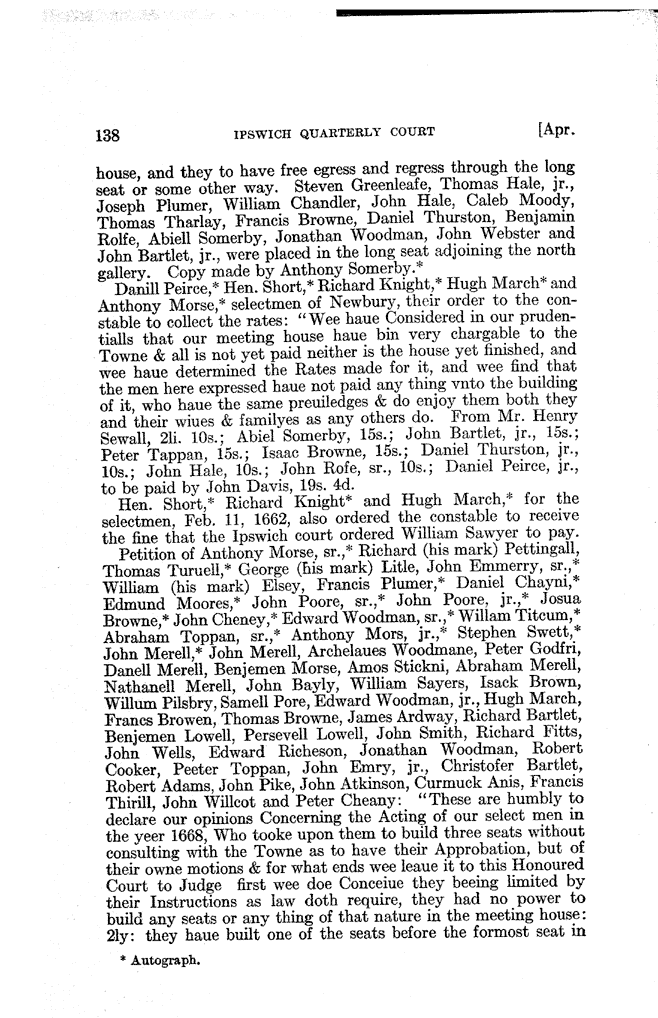 138 IPSWICH QUARTERLY COURT [Apr.
house, and they to have free egress and regress through the long
seat or some other way. Steven Greenleafe, Thomas Hale, jr.,
Joseph Plumer, William Chandler, John Hale, Caleb Moody,
Thomas Tharlay, Francis Browne, Daniel Thurston, Benjamin
Rolfe, Abiell Somerby, Jonathan Woodman, John Webster and
John Bartlet, jr., were placed in the long seat adjoining the north
gallery. Copy made by Anthony Somerby.*
Danill Peirce,* Hen. Short,* Richard Knight,* Hugh March* and
Anthony Morse,* selectmen of Newbury, their order to the con-
stable to collect the rates: "Wee haue Considered in our pruden-
tialls that our meeting house haue bin very chargable to the
Towne & all is not yet paid neither is the house yet finished, and
wee haue determined the Rates made for it, and wee find that
the men here expressed haue not paid any thing vnto the building
of it, who haue the same preuiledges & do enjoy them both they
and their wiues & familyes as any others do. From Mr. Henry
Sewall, 2li. 10s.; Abiel Somerby, 15s.; John Bartlet, jr., 15s.;
Peter Tappan, 15s.; Isaac Browne, 15s.; Daniel Thurston, jr.,
10s.; John Hale, 10s.; John Rofe, sr., 10s.; Daniel Peirce, jr.,
to be paid by John Davis, 19s. 4d.
Hen. Short,* Richard Knight* and Hugh March,* for the
selectmen, Feb. 11, 1662, also ordered the constable to receive
the fine that the Ipswich court ordered William Sawyer to pay.
Petition of Anthony Morse, sr.,* Richard (his mark) Pettingall,
Thomas Turuell,* George (his mark) Litle, John Emmerry, sr.,*
William (his mark) Elsey, Francis Plumer,* Daniel Chayni,*
Edmund Moores,* John Poore, sr.,* John Poore, jr.,* Josua
Browne,* John Cheney,* Edward Woodman, sr.,* Willam Titcum,*
Abraham Toppan, sr.,* Anthony Mors, jr.,* Stephen Swett,*
John Merell,* John Merell, Archelaues Woodmane, Peter Godfri,
Danell Merell, Benjemen Morse, Amos Stickni, Abraham Merell,
Nathanell Merell, John Bayly, William Sayers, Isack Brown,
Willum Pilsbry, Samell Pore, Edward Woodman, jr., Hugh March,
Frances Browen, Thomas Browne, James Ardway, Richard Bartlet,
Benjemen Lowell, Persevell Lowell, John Smith, Richard Fitts,
John Wells, Edward Richeson, Jonathan Woodman, Robert
Cooker, Peeter Toppan, John Emry, jr., Christofer Bartlet,
Robert Adams, John Pike, John Atkinson, Curmuck Anis, Francis
Thirill, John Willcot and Peter Cheany: "These are humbly to
declare our opinions Concerning the Acting of our select men in
the yeer 1668, Who tooke upon them to build three seats without
consulting with the Towne as to have their Approbation, but of
their owne motions & for what ends wee leaue it to this Honoured
Court to Judge first wee doe Conceiue they beeing limited by
their Instructions as law doth require, they had no power to
build any seats or any thing of that nature in the meeting house:
2ly: they haue built one of the seats before the formost seat in
* Autograph.